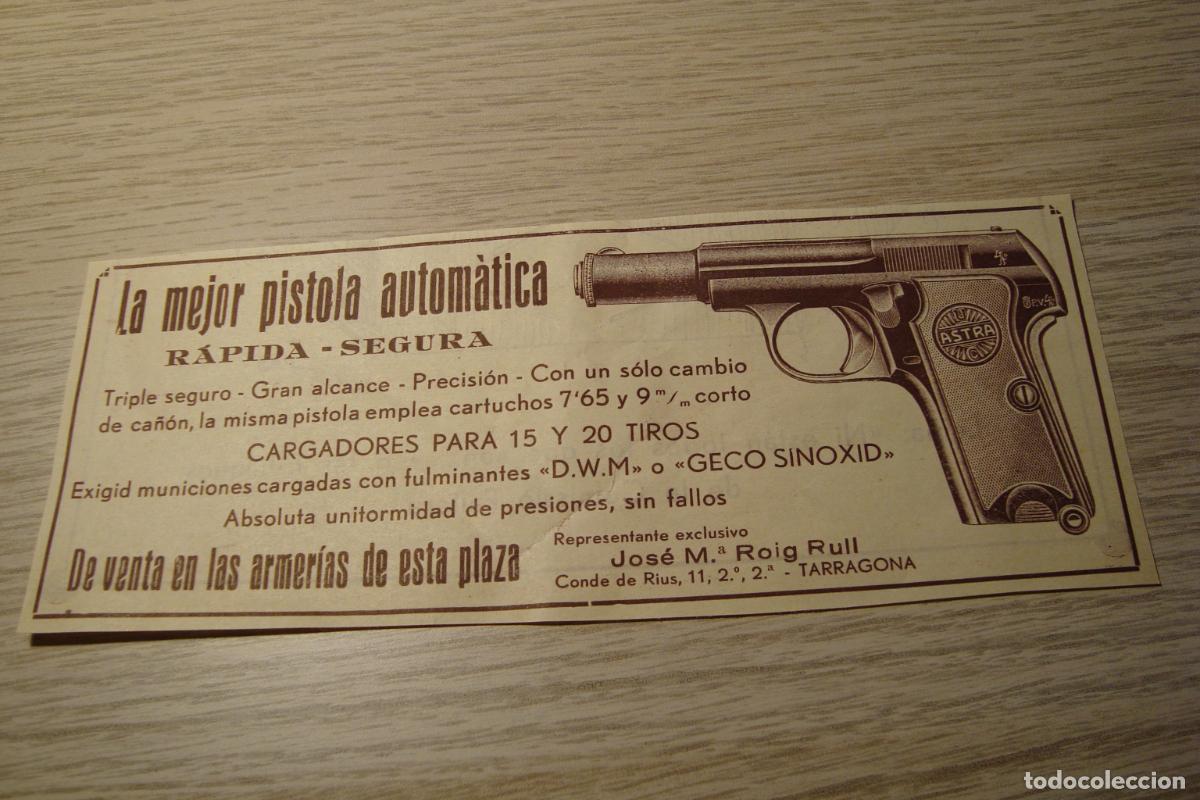 La mejor pistola automàtica
RÁPIDA - SEGURA
Triple seguro - Gran alcance - Precisión - Con un sólo cambio
de cañón, la misma pistola emplea cartuchos 7'65 y 9 m/m corto
CARGADORES PARA 15 Y 20 TIROS
Exigid municiones cargadas con fulminantes «D.W.M» o «GECO SINOXID»
Absoluta unitormidad de presiones, sin fallos
De venta en las armerías de esta plaza
Representante exclusivo
José M.ª Roig Rull
Conde de Rius, 11, 2.º, 2.ª - TARRAGONA
ASTRA
todocoleccion